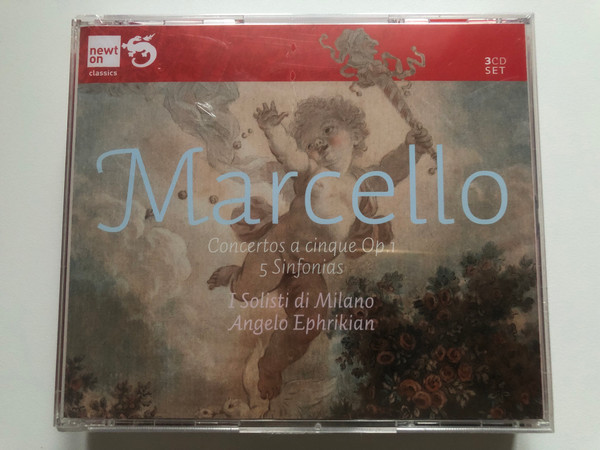 newt
on
classics
3CD
SET
Marcello
Concertos a cinque Op.1
5 Sinfonias
I Solisti di Milano
Angelo Ephrikian